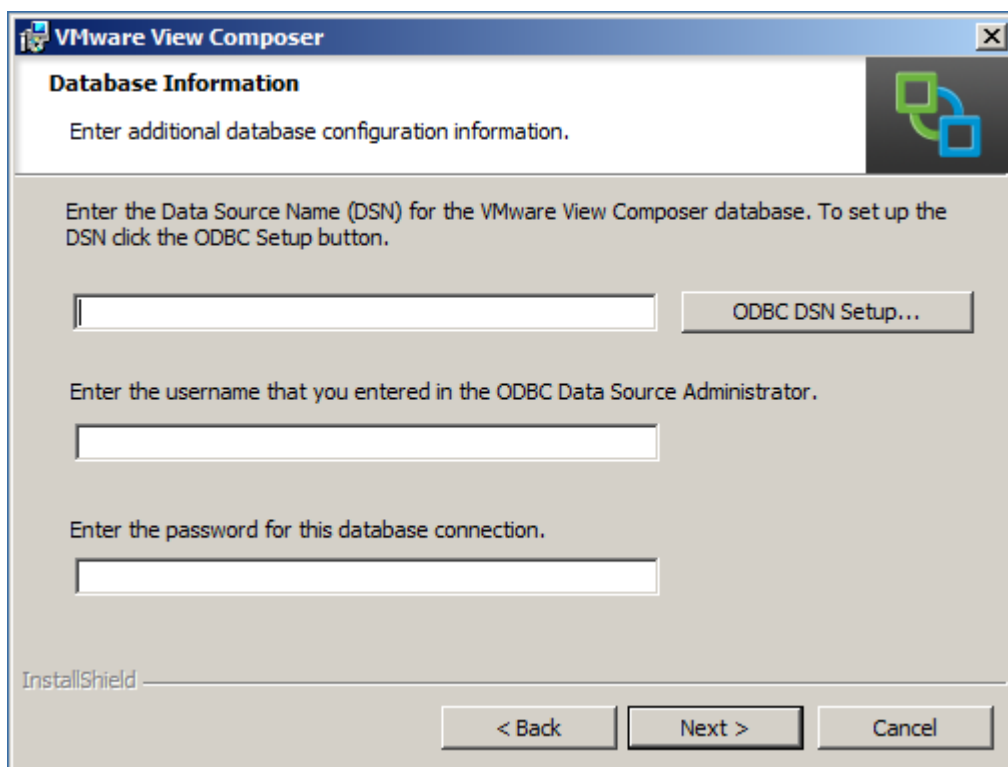 VMware View Composer
Database Information
Enter additional database configuration information.
Enter the Data Source Name (DSN) for the VMware View Composer database. To set up the
DSN click the ODBC Setup button.
ODBC DSN Setup...
Enter the username that you entered in the ODBC Data Source Administrator.
Enter the password for this database connection.
InstallShield
< Back
Next >
Cancel